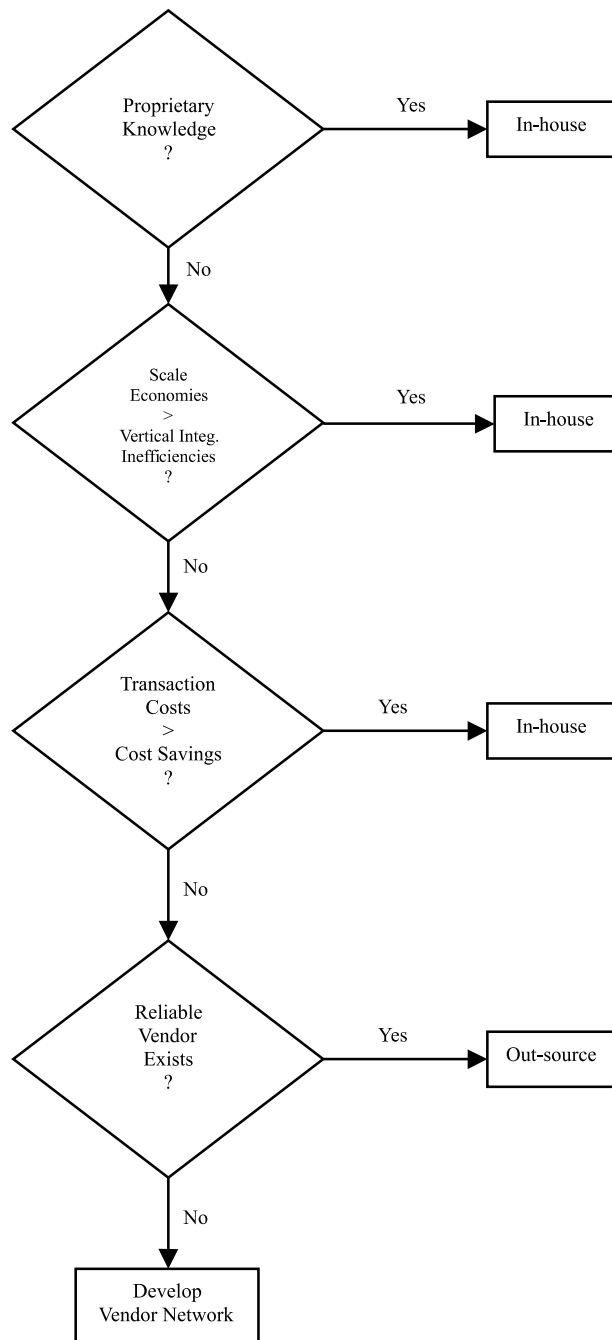 Proprietary
Knowledge
?
Yes
In-house
No
Scale
Economies
>
Vertical Integ.
Inefficiencies
?
Yes
In-house
No
Transaction
Costs
>
Cost Savings
?
Yes
In-house
No
Reliable
Vendor
Exists
?
Yes
Out-source
No
Develop
Vendor Network